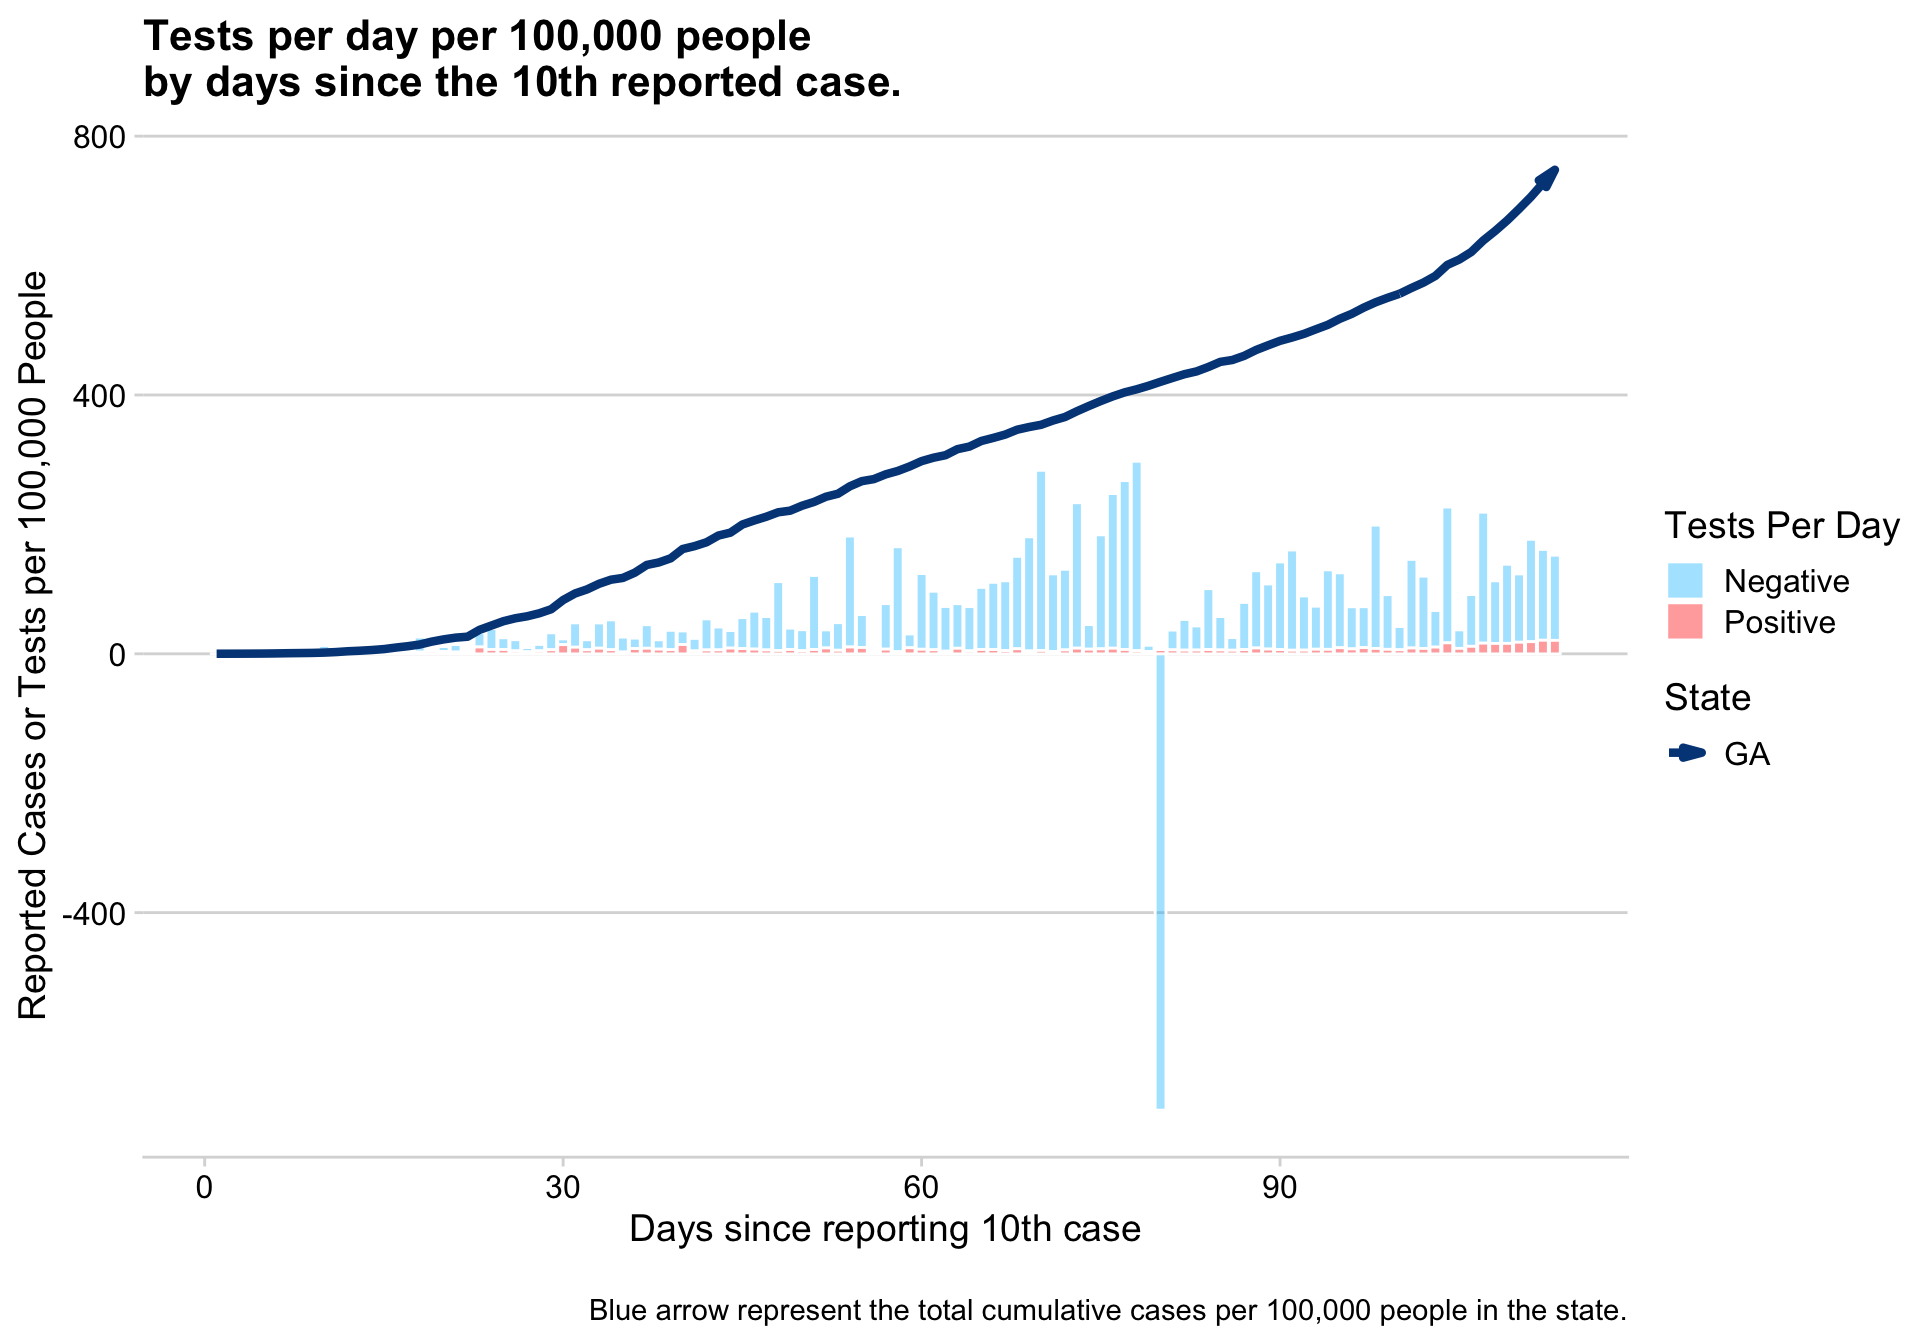 Tests per day per 100,000 people
by days since the 10th reported case.
Reported Cases or Tests per 100,000 People
800
400
0
-400
0
30
60
90
Days since reporting 10th case
Tests Per Day
Negative
Positive
State
GA
Blue arrow represent the total cumulative cases per 100,000 people in the state.